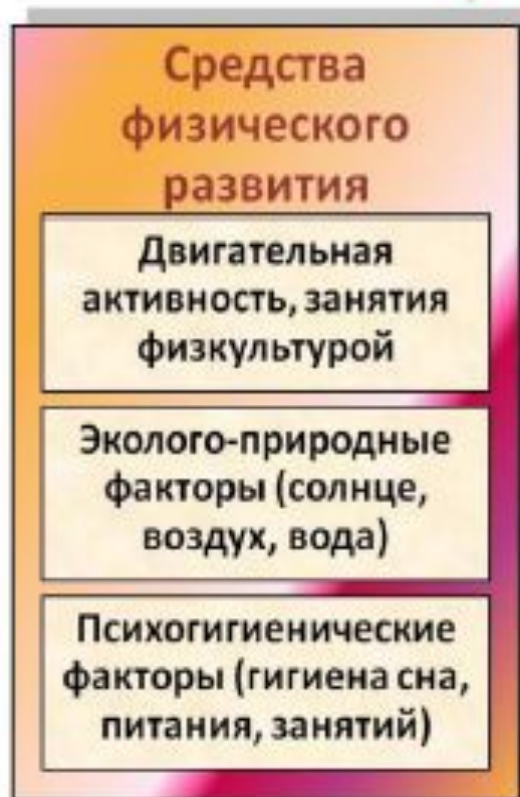 Средства
физического
развития
Двигательная
активность, занятия
физкультурой
Эколого-природные
факторы (солнце,
воздух, вода)
Психогигиенические
факторы (гигиена сна,
питания, занятий)